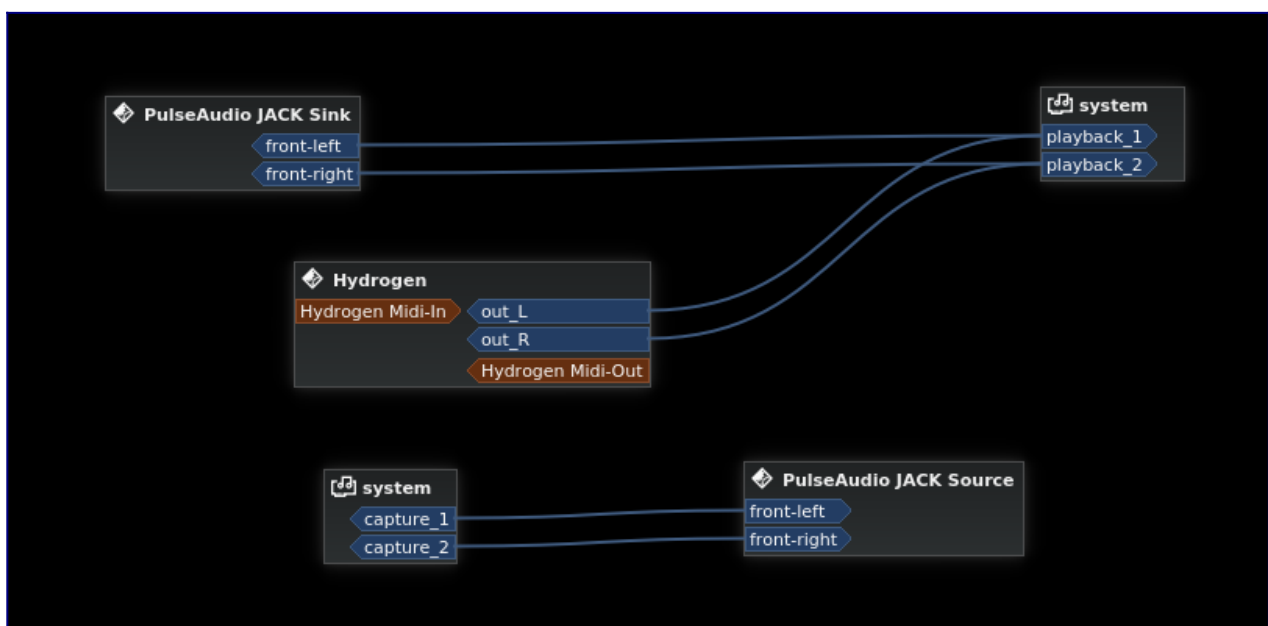 PulseAudio JACK Sink
front-left
front-right
system
playback_1
playback_2
Hydrogen
Hydrogen Midi-In
out_L
out_R
Hydrogen Midi-Out
system
capture_1
capture_2
PulseAudio JACK Source
front-left
front-right